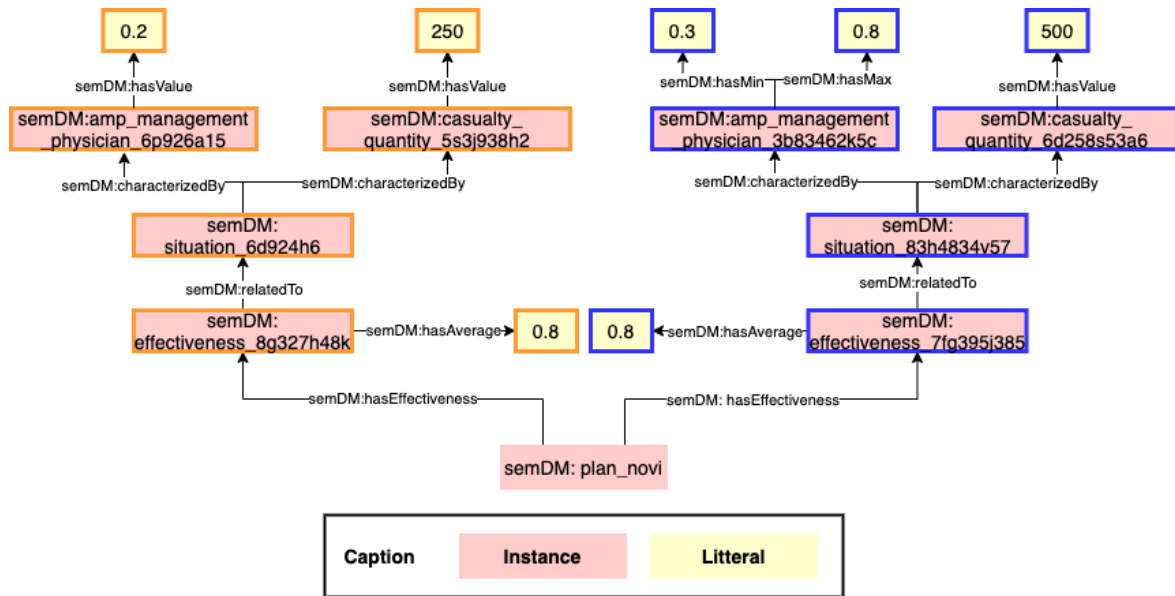 0.2
250
0.3
0.8
500
semDM:hasValue
semDM:hasValue
semDM:hasMin
semDM:hasMax
semDM:hasValue
semDM:amp_management
_physician_6p926a15
semDM:casualty_
quantity_5s3j938h2
semDM:amp_management
_physician_3b83462k5c
semDM:casualty_
quantity_6d258s53a6
semDM:characterizedBy
semDM:characterizedBy
semDM:characterizedBy
semDM:characterizedBy
semDM:
situation_6d924h6
semDM:
situation_83h4834v57
semDM:relatedTo
semDM:relatedTo
semDM:
effectiveness_8g327h48k
semDM:hasAverage
0.8
0.8
semDM:hasAverage
semDM:
effectiveness_7fg395j385
semDM:hasEffectiveness
semDM: hasEffectiveness
semDM: plan_novi
Caption
Instance
Litteral